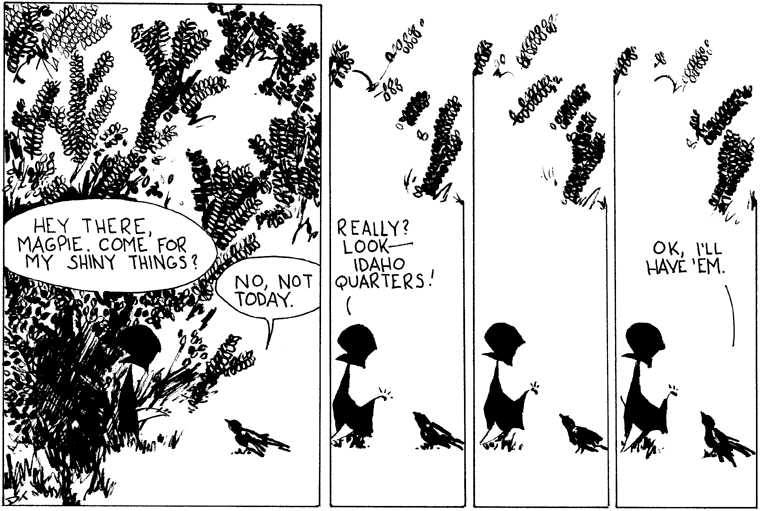 HEY THERE,
MAGPIE. COME FOR
MY SHINY THINGS?
NO, NOT
TODAY.
REALLY?
LOOK—
IDAHO
QUARTERS!
OK, I'LL
HAVE 'EM.